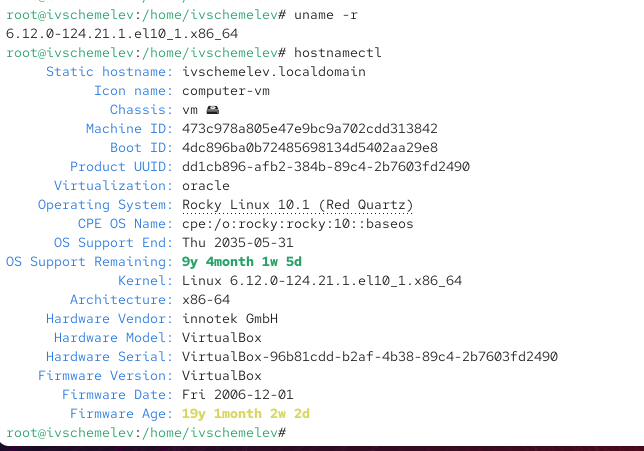 root@ivschemelev:/home/ivschemelev# uname -r
6.12.0-124.21.1.el10_1.x86_64
root@ivschemelev:/home/ivschemelev# hostnamectl
Static hostname: ivschemelev.localdomain
Icon name: computer-vm
Chassis: vm 🖴
Machine ID: 473c978a805e47e9bc9a702cdd313842
Boot ID: 4dc896ba0b72485698134d5402aa29e8
Product UUID: dd1cb896-afb2-384b-89c4-2b7603fd2490
Virtualization: oracle
Operating System: Rocky Linux 10.1 (Red Quartz)
CPE OS Name: cpe:/o:rocky:rocky:10::baseos
OS Support End: Thu 2035-05-31
OS Support Remaining: 9y 4month 1w 5d
Kernel: Linux 6.12.0-124.21.1.el10_1.x86_64
Architecture: x86-64
Hardware Vendor: innotek GmbH
Hardware Model: VirtualBox
Hardware Serial: VirtualBox-96b81cdd-b2af-4b38-89c4-2b7603fd2490
Firmware Version: VirtualBox
Firmware Date: Fri 2006-12-01
Firmware Age: 19y 1month 2w 2d
root@ivschemelev:/home/ivschemelev#